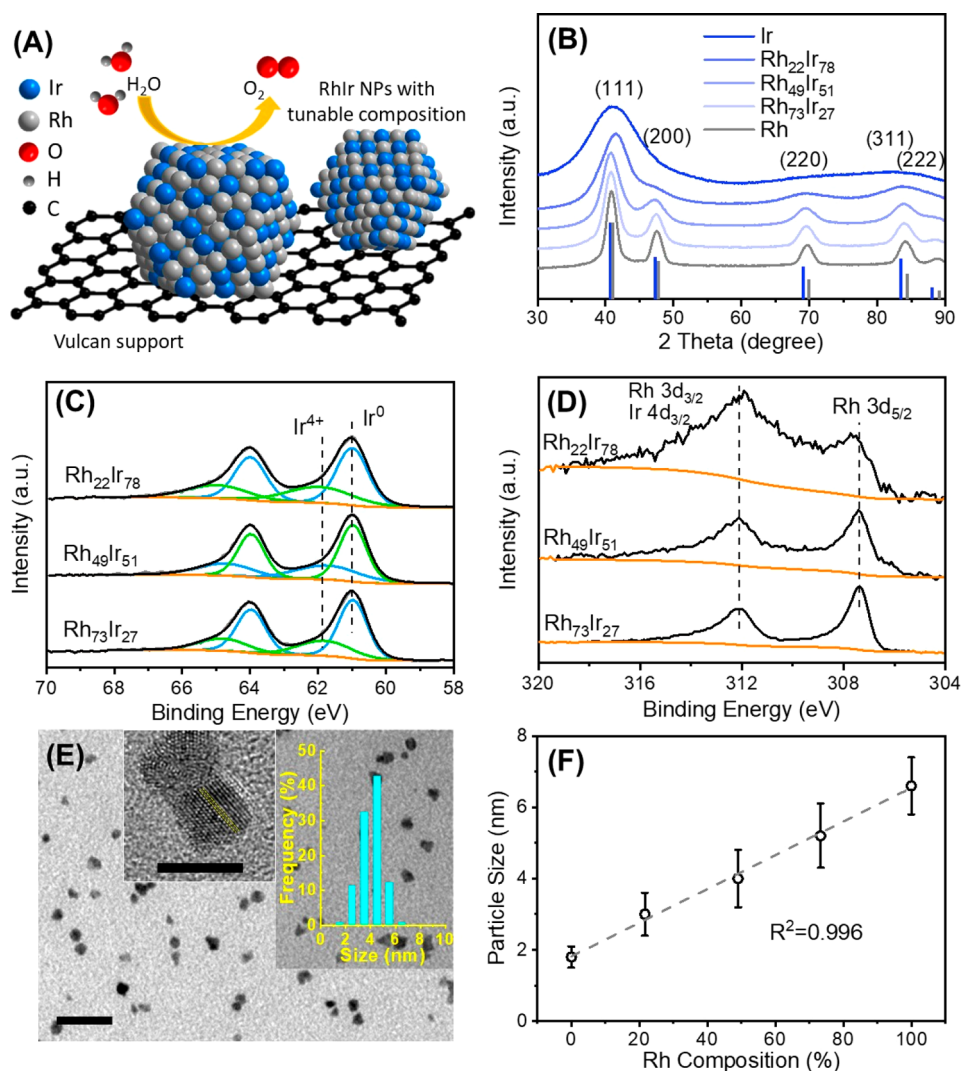 (A)
Ir
Rh
O
H
C
H₂O
O₂
RhIr NPs with
tunable composition
Vulcan support
(B)
Ir
Rh₂₂Ir₇₈
Rh₄₉Ir₅₁
Rh₇₃Ir₂₇
Rh
(111)
(200)
(220)
(311)
(222)
Intensity (a.u.)
30 40 50 60 70 80 90
2 Theta (degree)
(C)
Ir⁴⁺
Ir⁰
Rh₂₂Ir₇₈
Rh₄₉Ir₅₁
Rh₇₃Ir₂₇
Intensity (a.u.)
70 67 65 63 61 60 58
Binding Energy (eV)
(D)
Rh 3d₃/₂
Ir 4d₃/₂
Rh 3d₅/₂
Rh₂₂Ir₇₈
Rh₄₉Ir₅₁
Rh₇₃Ir₂₇
Intensity (a.u.)
320 316 312 308 304
Binding Energy (eV)
(E)
50
40
30
20
10
0
Frequency (%)
0 2 4 6 8 10
Size (nm)
(F)
8
6
4
2
0
Particle Size (nm)
R²=0.996
0 20 40 60 80 100
Rh Composition (%)